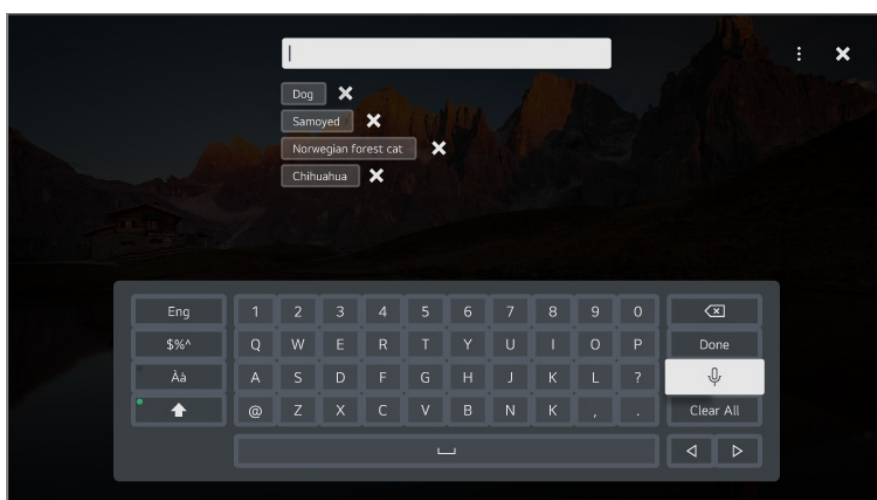 Dog
Samoyed
Norwegian forest cat
Chihuahua
Eng 1 2 3 4 5 6 7 8 9 0
$%^ Q W E R T Y U I O P Done
Àà A S D F G H J K L ?
@ Z X C V B N K , . Clear All